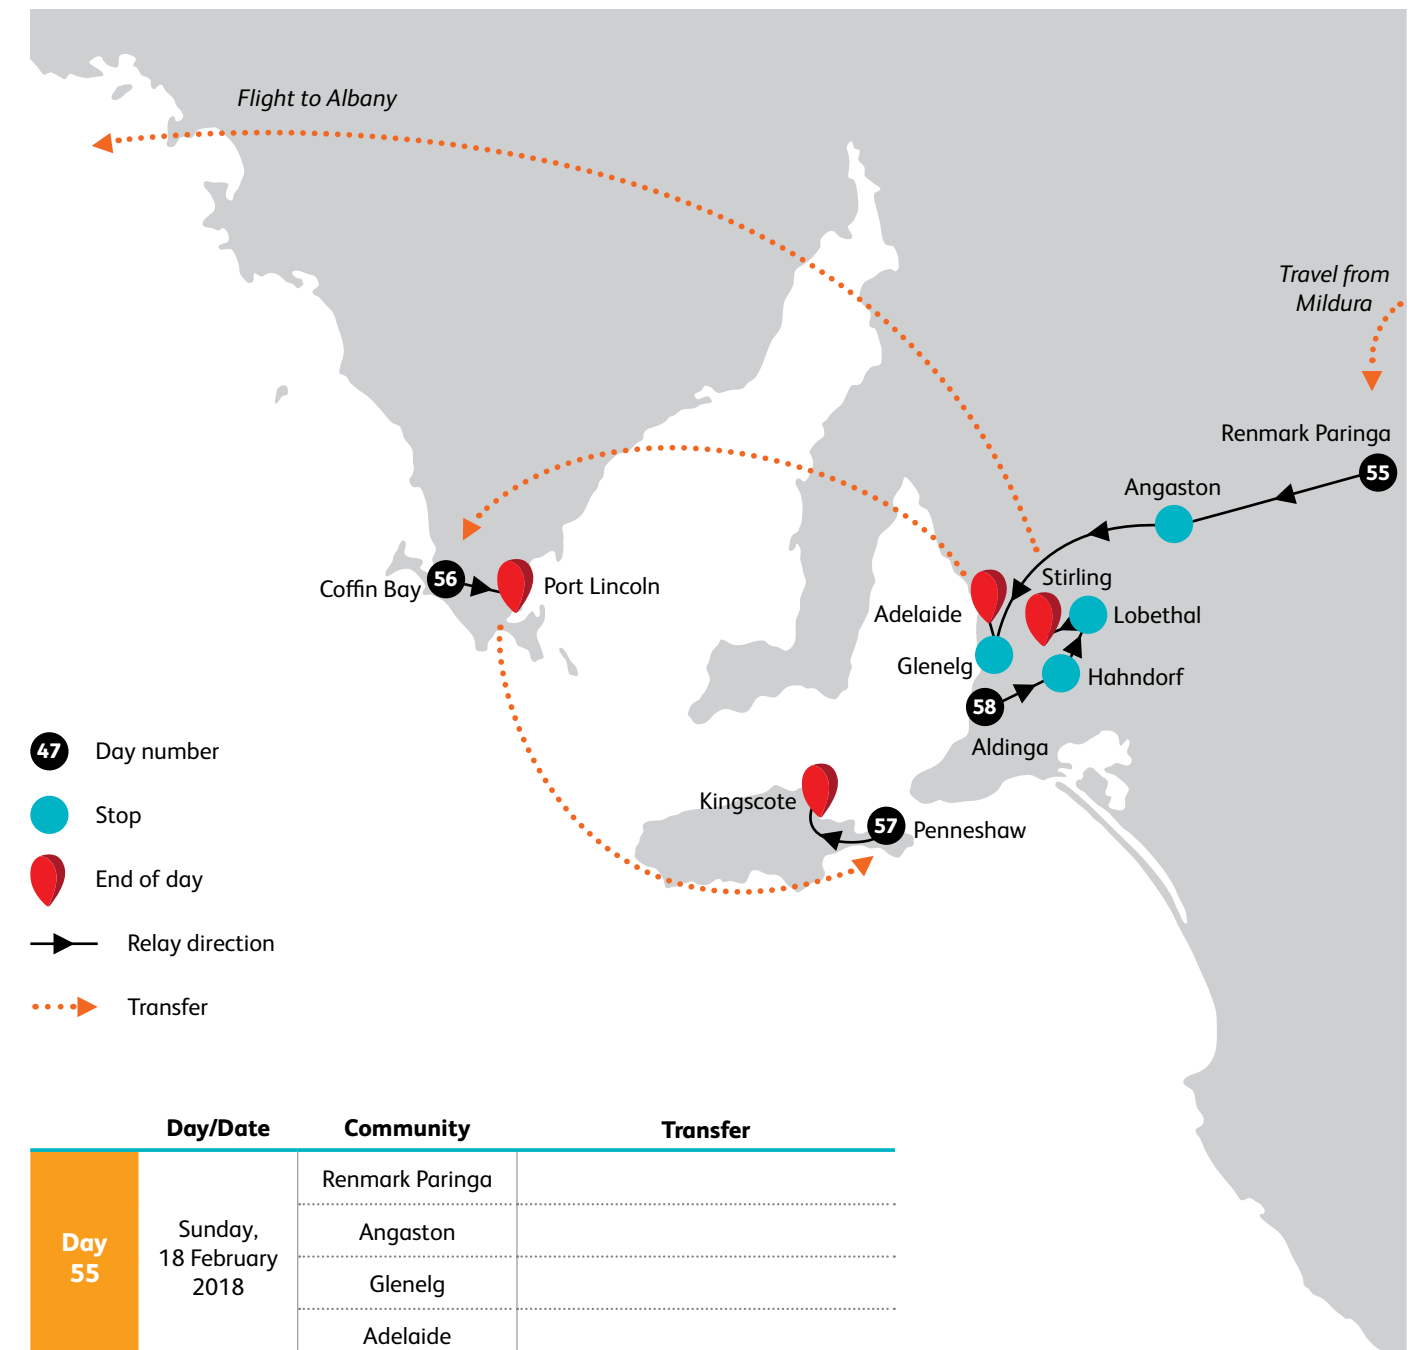 Flight to Albany
Travel from
Mildura
Renmark Paringa
55
Angaston
Stirling
Lobethal
Adelaide
Glenelg
Hahndorf
58
Aldinga
Coffin Bay
56
Port Lincoln
Kingscote
57
Penneshaw
47 Day number
Stop
End of day
Relay direction
Transfer
Day/Date Community Transfer
Day
55
Sunday,
18 February
2018
Renmark Paringa
Angaston
Glenelg
Adelaide